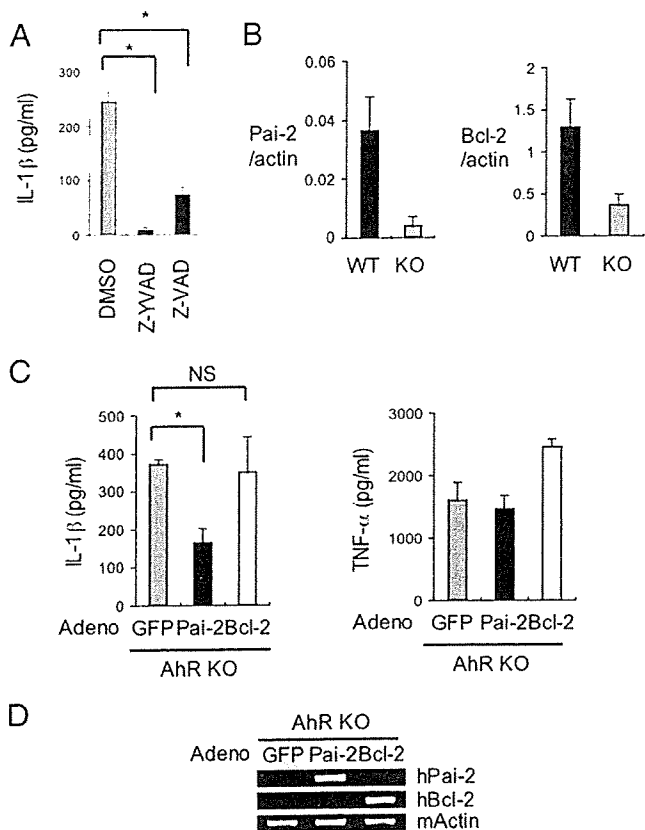 A
*
*
IL-1 β (pg/ml)
300
200
100
0
DMSO
Z-YVAD
Z-VAD
B
Pai-2
/actin
0.06
0.04
0.02
0
WT KO
Bcl-2
/actin
2
1.5
1
0.5
0
WT KO
C
NS
*
IL-1 β (pg/ml)
500
400
300
200
100
0
Adeno GFP Pai-2 Bcl-2
AhR KO
TNF-α (pg/ml)
3000
2000
1000
0
Adeno GFP Pai-2 Bcl-2
AhR KO
D
AhR KO
Adeno GFP Pai-2 Bcl-2
hPai-2
hBcl-2
mActin